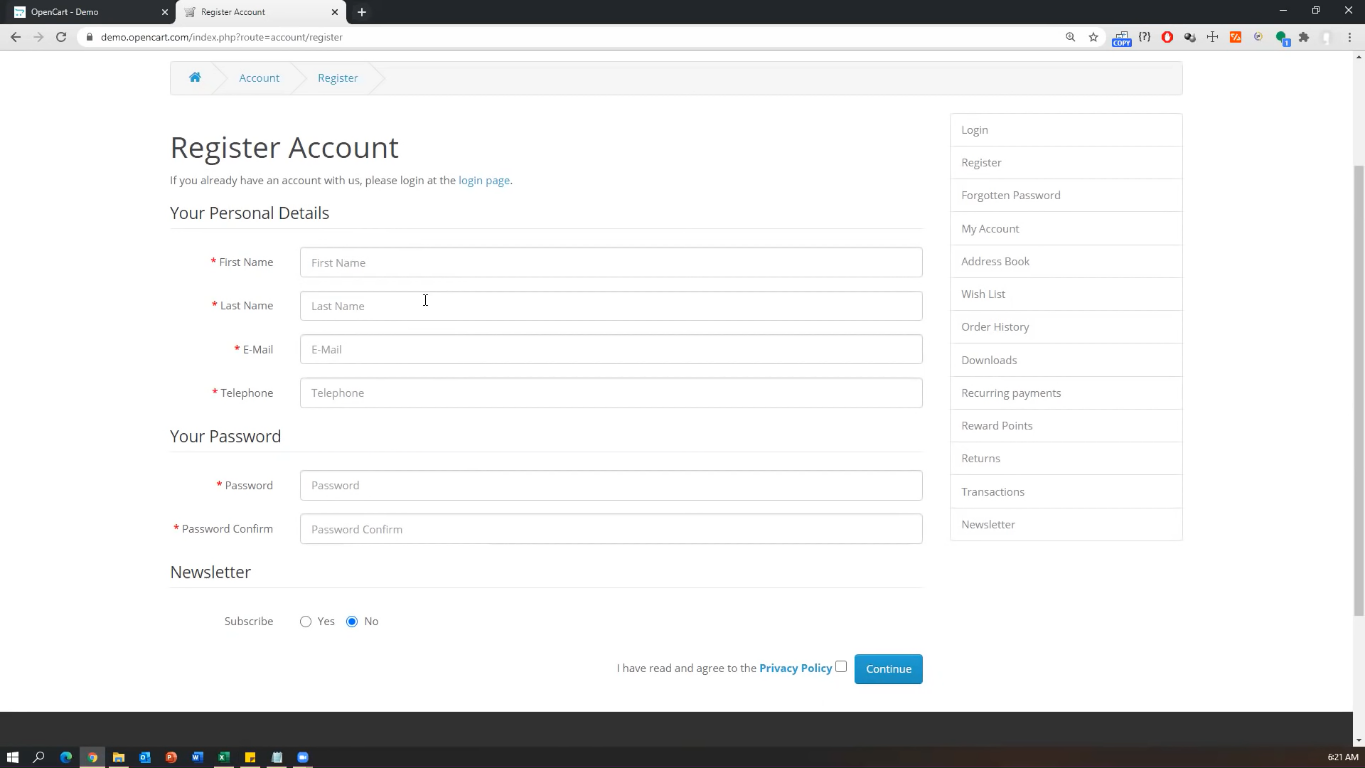 OpenCart - Demo
Register Account
demo.opencart.com/index.php?route=account/register
COPY
{?}
1
Account
Register
Register Account
If you already have an account with us, please login at the login page.
Your Personal Details
* First Name
First Name
* Last Name
Last Name
* E-Mail
E-Mail
* Telephone
Telephone
Your Password
* Password
Password
* Password Confirm
Password Confirm
Newsletter
Subscribe
Yes
No
I have read and agree to the Privacy Policy
Continue
Login
Register
Forgotten Password
My Account
Address Book
Wish List
Order History
Downloads
Recurring payments
Reward Points
Returns
Transactions
Newsletter
6:21 AM